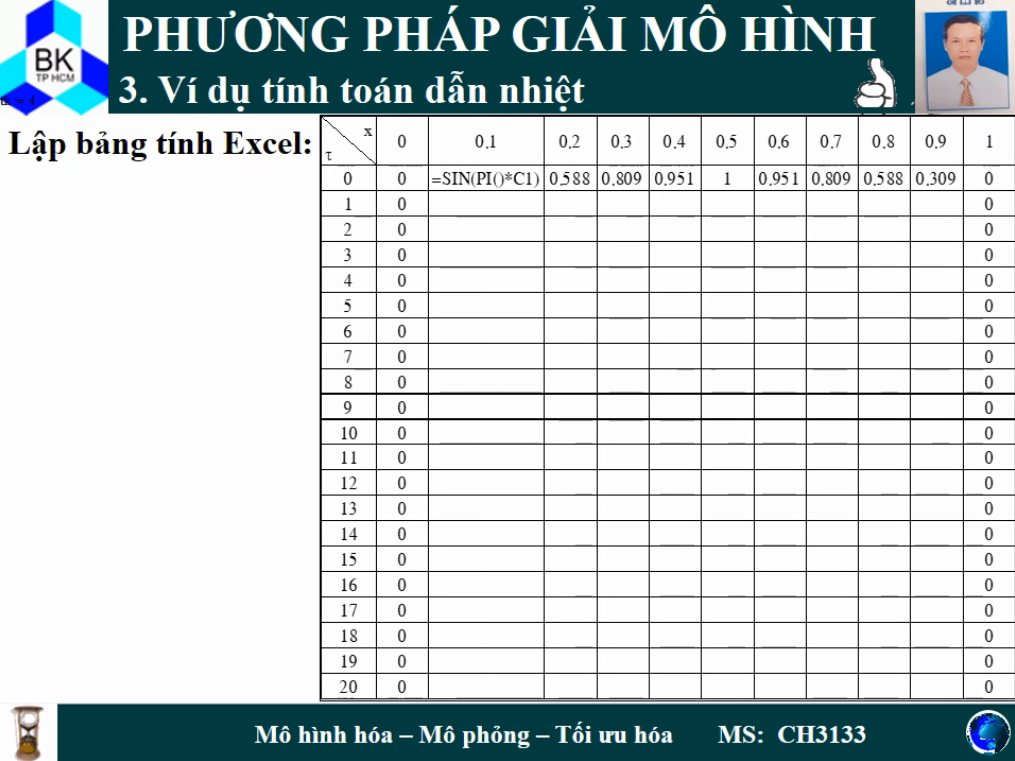 PHƯƠNG PHÁP GIẢI MÔ HÌNH
BK
TP HCM
3. Ví dụ tính toán dẫn nhiệt
Lập bảng tính Excel:
x 0 0.1 0.2 0.3 0.4 0.5 0.6 0.7 0.8 0.9 1
τ
0 0 =SIN(PI()*C1) 0.588 0.809 0.951 1 0.951 0.809 0.588 0.309 0
1 0 0
2 0 0
3 0 0
4 0 0
5 0 0
6 0 0
7 0 0
8 0 0
9 0 0
10 0 0
11 0 0
12 0 0
13 0 0
14 0 0
15 0 0
16 0 0
17 0 0
18 0 0
19 0 0
20 0 0
Mô hình hóa – Mô phỏng – Tối ưu hóa MS: CH3133